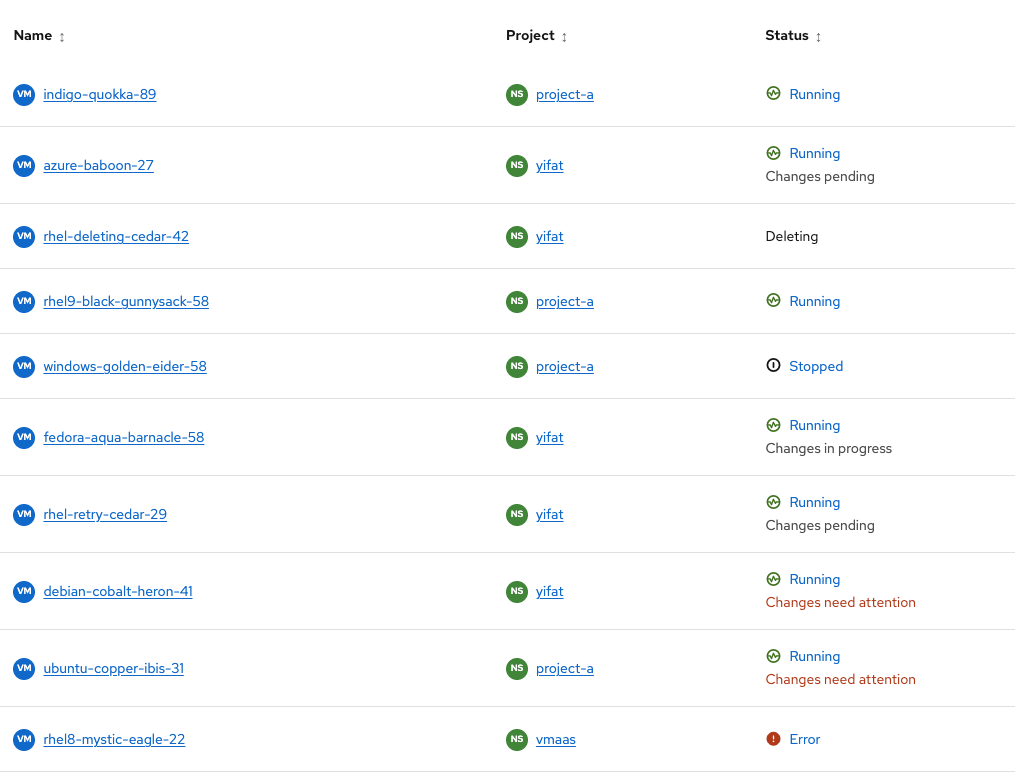 Name ↕ Project ↕ Status ↕
VM indigo-quokka-89 NS project-a Running
VM azure-baboon-27 NS yifat Running
Changes pending
VM rhel-deleting-cedar-42 NS yifat Deleting
VM rhel9-black-gunnysack-58 NS project-a Running
VM windows-golden-eider-58 NS project-a Stopped
VM fedora-aqua-barnacle-58 NS yifat Running
Changes in progress
VM rhel-retry-cedar-29 NS yifat Running
Changes pending
VM debian-cobalt-heron-41 NS yifat Running
Changes need attention
VM ubuntu-copper-ibis-31 NS project-a Running
Changes need attention
VM rhel8-mystic-eagle-22 NS vmaas Error